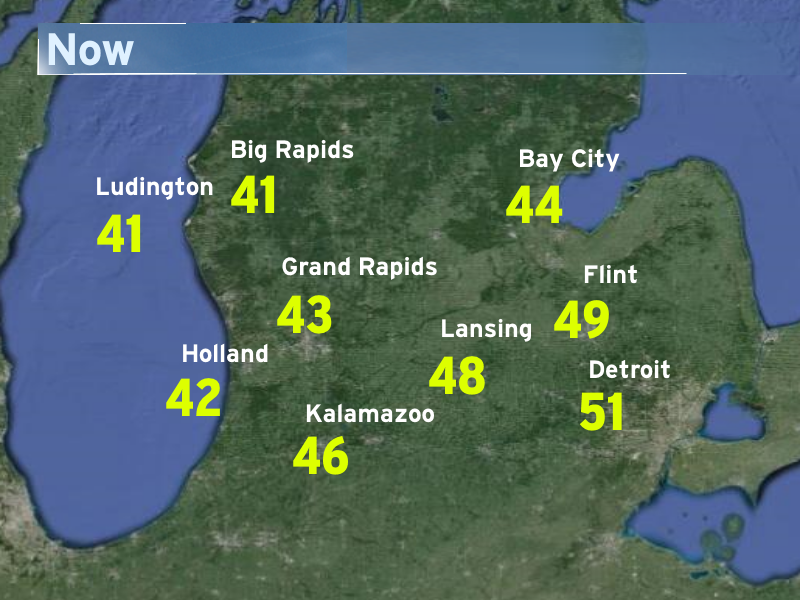 Now
Big Rapids
41
Bay City
44
Ludington
41
Grand Rapids
43
Flint
49
Lansing
48
Holland
42
Detroit
51
Kalamazoo
46